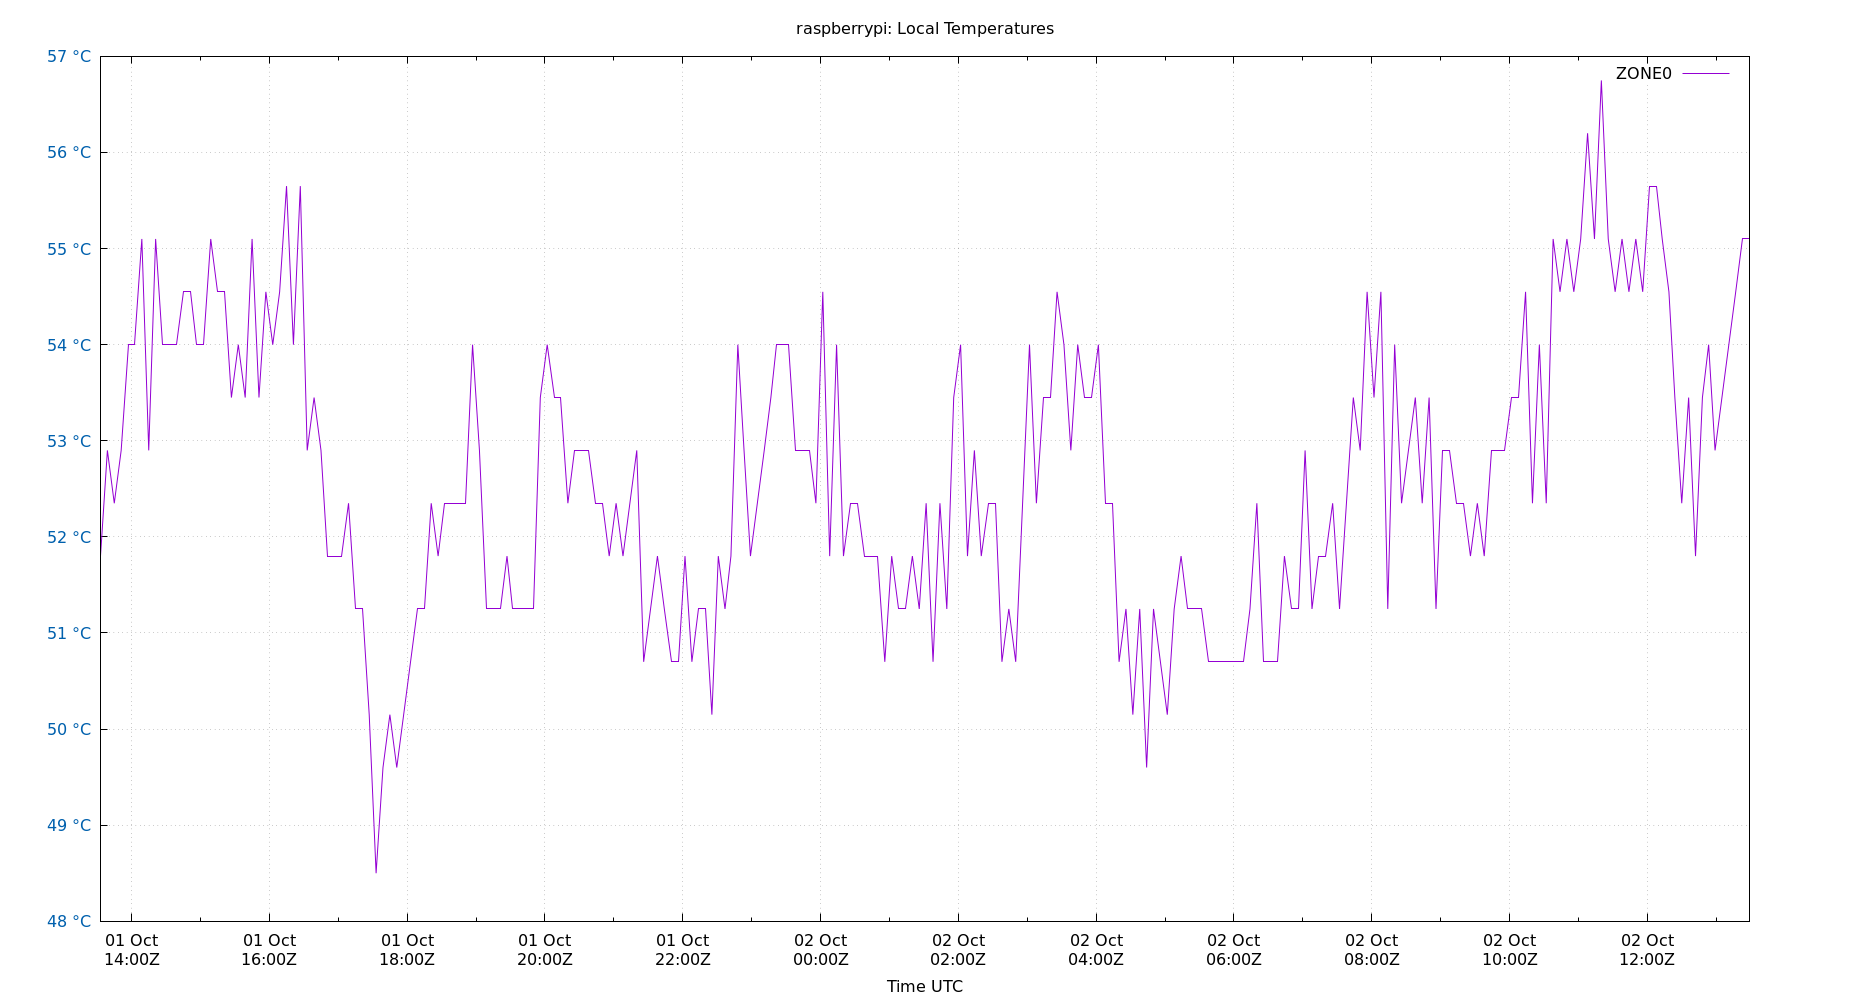 raspberrypi: Local Temperatures
57 °C
ZONE0
56 °C
55 °C
54 °C
53 °C
52 °C
51 °C
50 °C
49 °C
48 °C
01 Oct 01 Oct 01 Oct 01 Oct 01 Oct 02 Oct 02 Oct 02 Oct 02 Oct 02 Oct 02 Oct 02 Oct
14:00Z 16:00Z 18:00Z 20:00Z 22:00Z 00:00Z 02:00Z 04:00Z 06:00Z 08:00Z 10:00Z 12:00Z
Time UTC